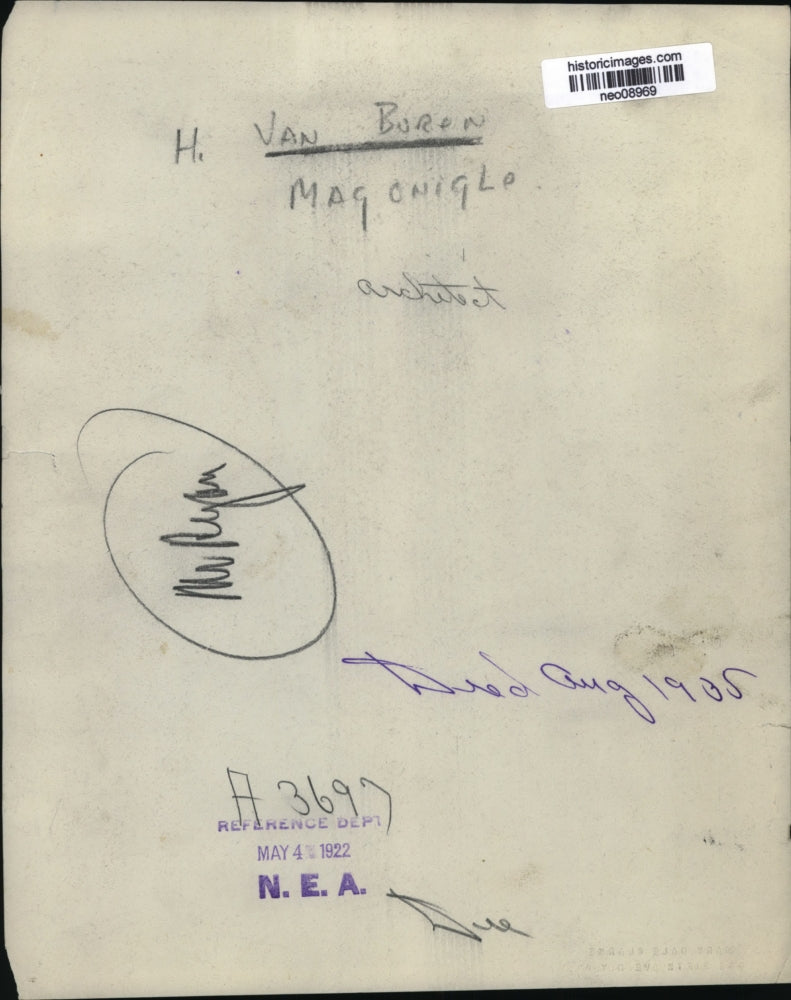 historicimages.com
neo08969
H. VAN BUREN
MAGONIGLE
architect
Died Aug 1935
A 3697
REFERENCE DEPT
MAY 4 1922
N. E. A.